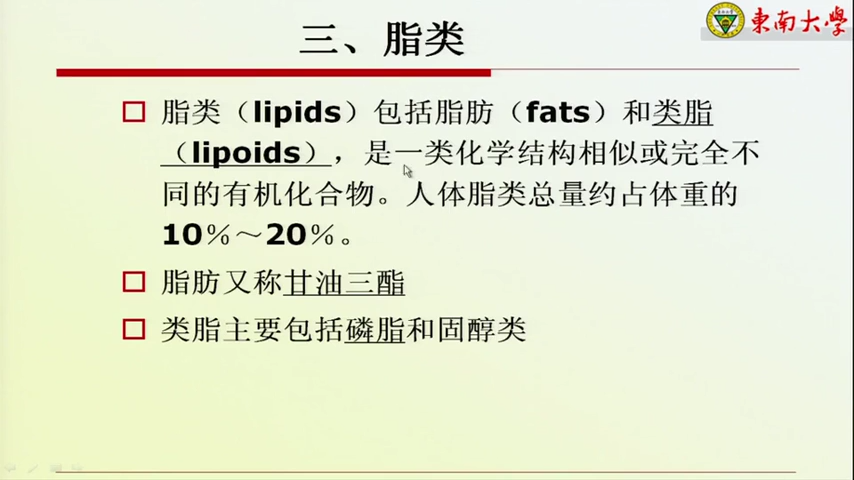 三、脂类
東南大學
脂类（lipids）包括脂肪（fats）和类脂
（lipoids），是一类化学结构相似或完全不
同的有机化合物。人体脂类总量约占体重的
10％～20％。
脂肪又称甘油三酯
类脂主要包括磷脂和固醇类